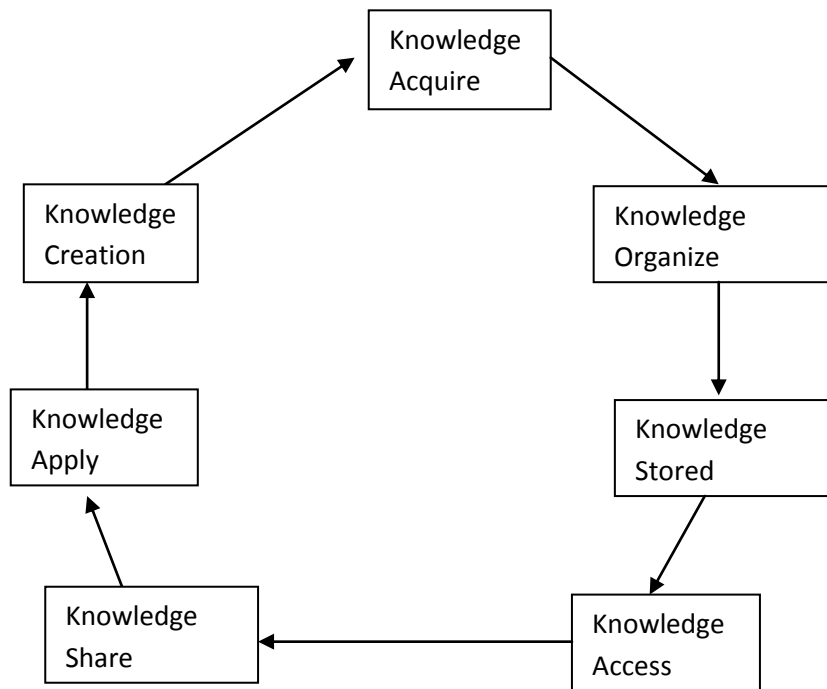 Knowledge
Acquire
Knowledge
Organize
Knowledge
Stored
Knowledge
Access
Knowledge
Share
Knowledge
Apply
Knowledge
Creation